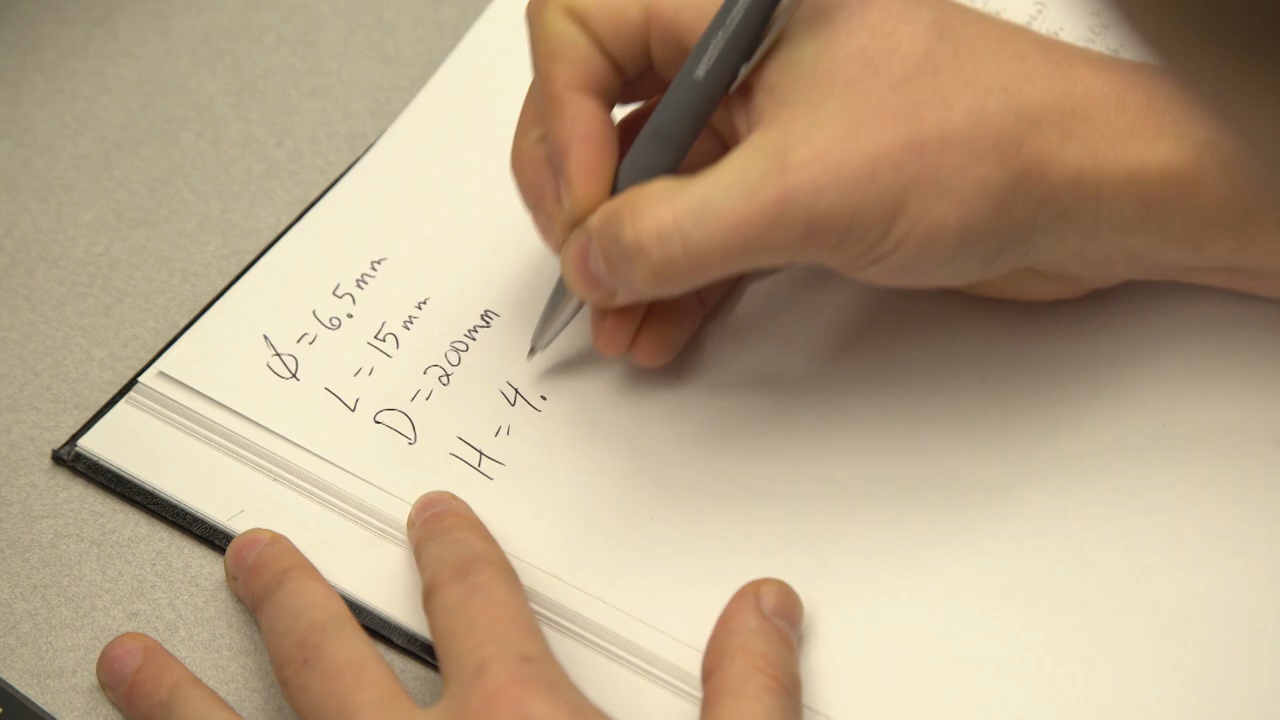 Ø = 6.5mm
L = 15mm
D = 200mm
H = 4.